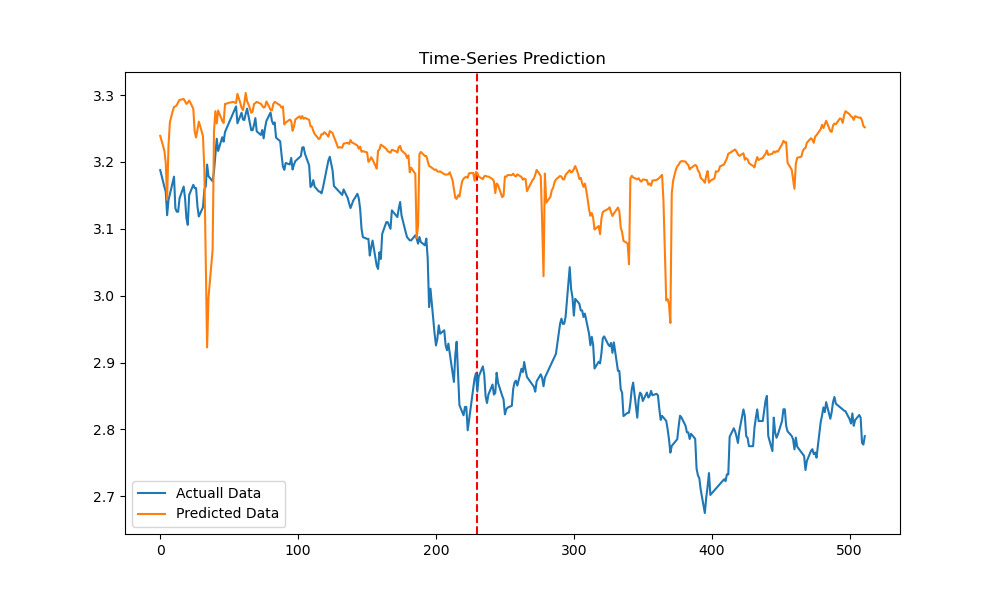 Time-Series Prediction
3.3
3.2
3.1
3.0
2.9
2.8
2.7
Actuall Data
Predicted Data
0 100 200 300 400 500